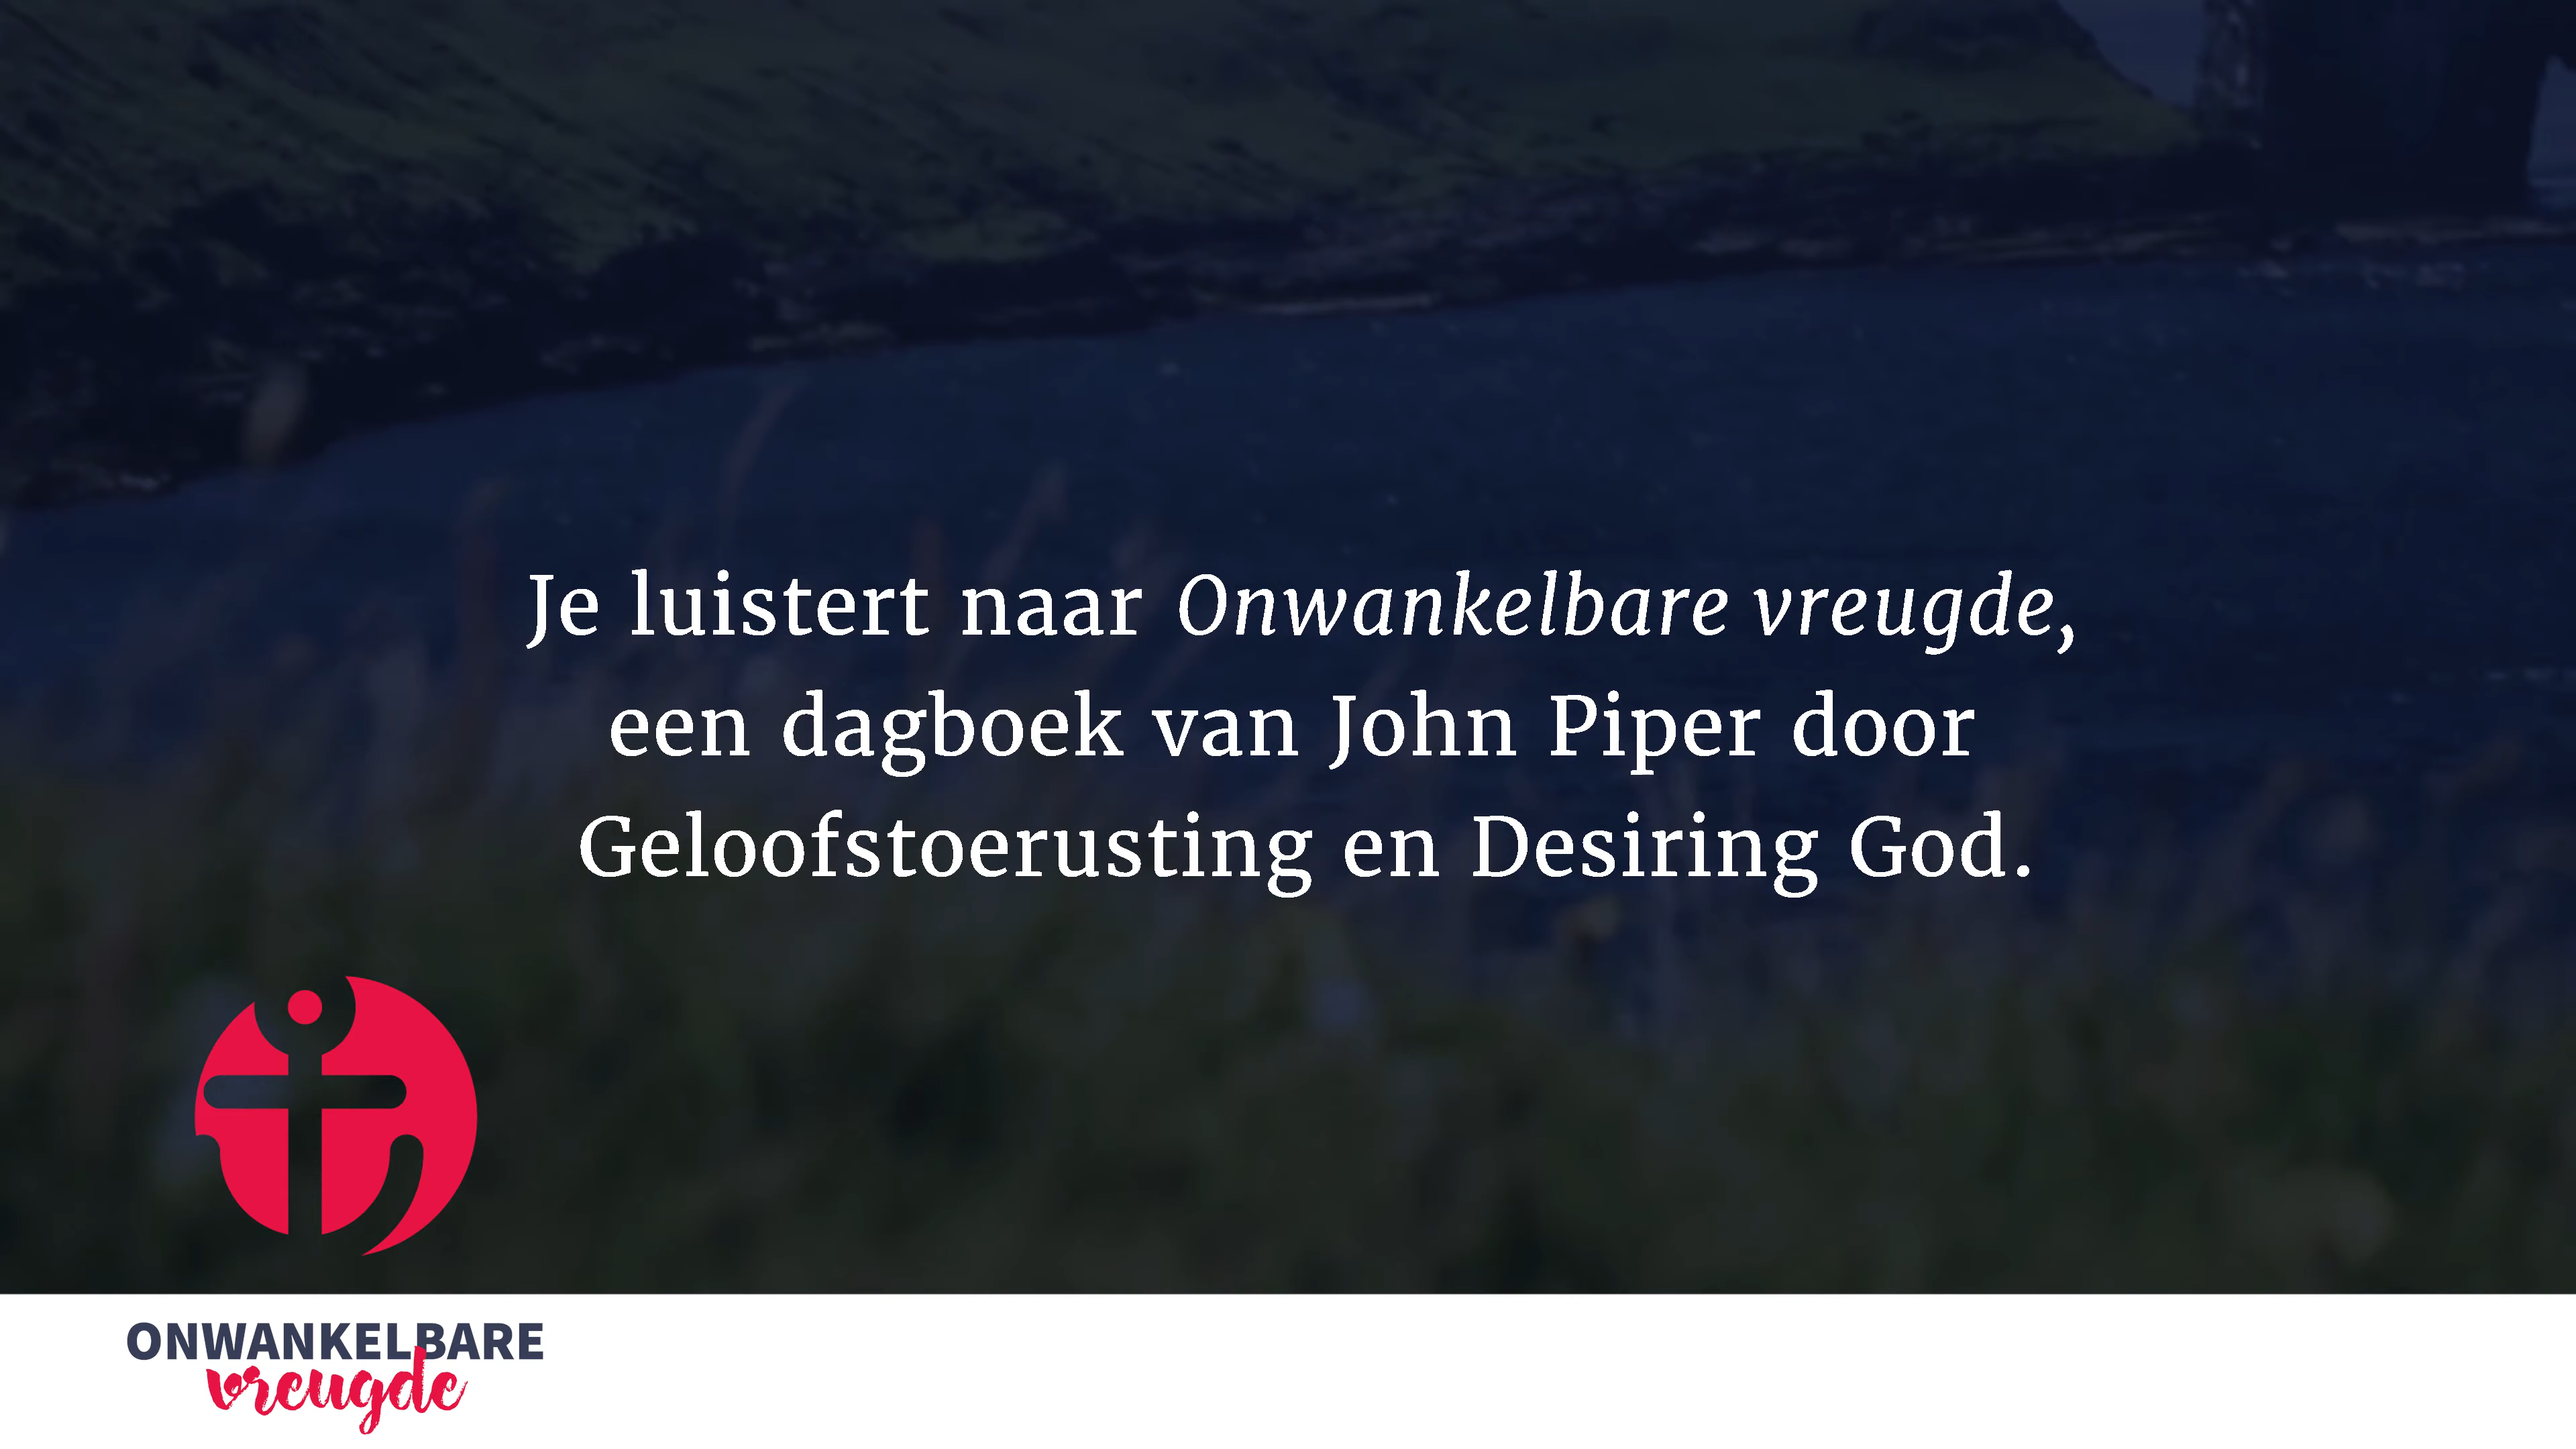 Je luistert naar Onwankelbare vreugde,
een dagboek van John Piper door
Geloofstoerusting en Desiring God.
ONWANKELBARE
vreugde